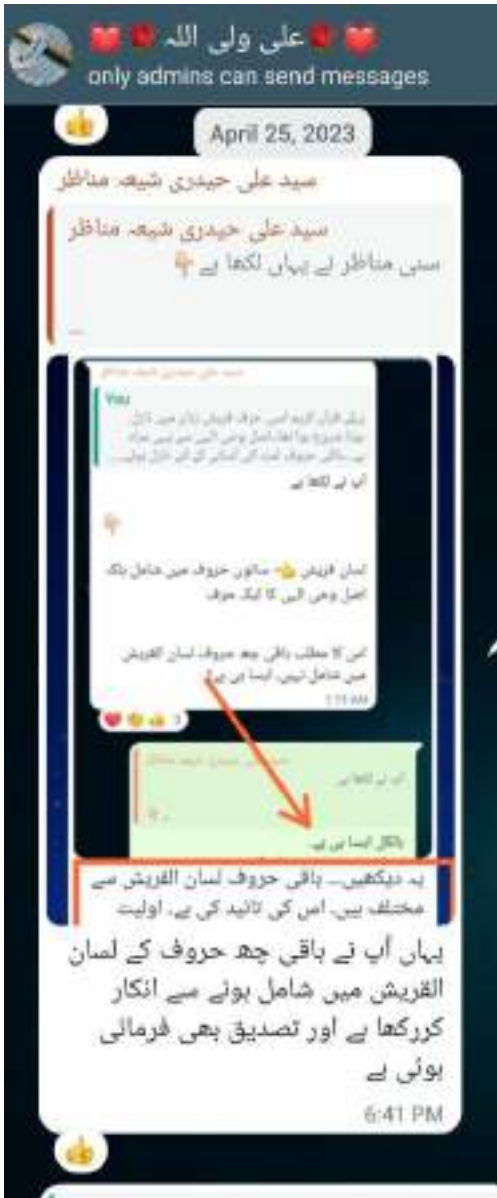 ❤️🌹علی ولی اللہ🌹❤️
only admins can send messages
👍
April 25, 2023
سید علی حیدری شیعہ مناظر
سید علی حیدری شیعہ مناظر
سنی مناظر نے یہاں لکھا ہے👇🏻
You
آپ نے لکھا ہے
👇🏻
لسان قریش 👈 ساتوں حروف میں شامل بلکہ
اصل وحی الہی کا ایک حرف
اس کا مطلب باقی چھ حروف لسان القریش
میں شامل نہیں، ایسا ہی ہے؟
3
آپ نے لکھا ہے
بالکل ایسا ہی ہے۔
یہ دیکھیں۔۔ باقی حروف لسان القریش سے
مختلف ہیں۔ اس کی تائید کی ہے۔ اولیت
یہاں آپ نے باقی چھ حروف کے لسان
القریش میں شامل ہونے سے انکار
کررکھا ہے اور تصدیق بھی فرمائی
ہوئی ہے
6:41 PM
👍